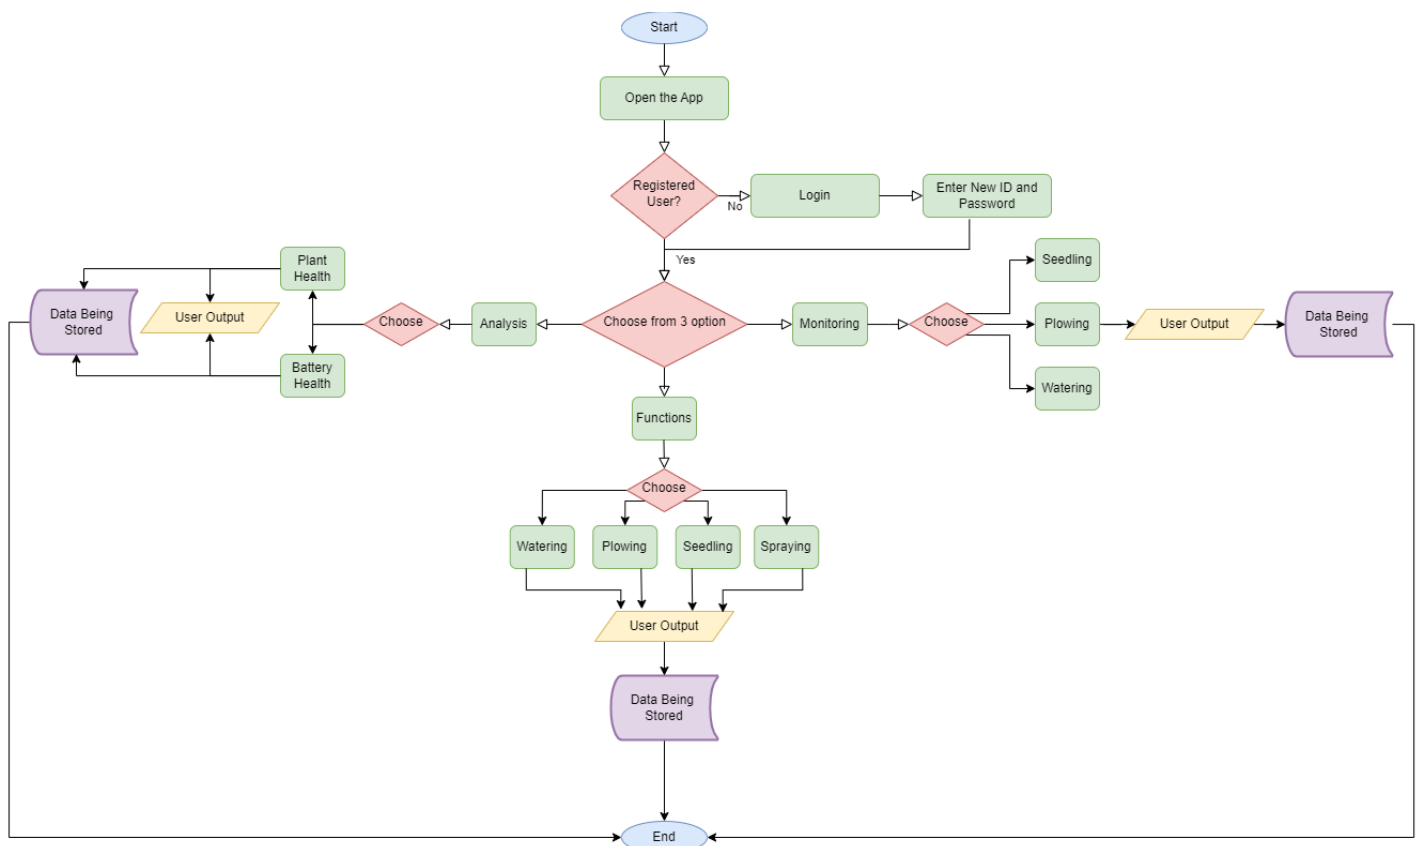 Start
Open the App
Registered
User?
No
Login
Enter New ID and
Password
Yes
Plant
Health
Seedling
Data Being
Stored
User Output
Choose
Analysis
Choose from 3 option
Monitoring
Choose
Plowing
User Output
Data Being
Stored
Battery
Health
Watering
Functions
Choose
Watering
Plowing
Seedling
Spraying
User Output
Data Being
Stored
End